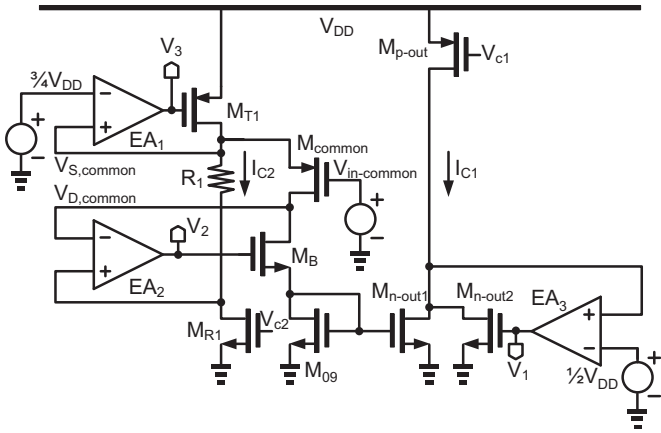 V_DD
M_p-out
V_c1
V_3
¾V_DD
−
+
EA_1
M_T1
+
−
M_common
V_S,common
R_1
I_C2
V_in-common
I_C1
V_D,common
V_2
+
−
−
+
EA_2
M_B
M_n-out1
M_n-out2
EA_3
+
−
M_R1
V_c2
M_09
V_1
½V_DD
+
−